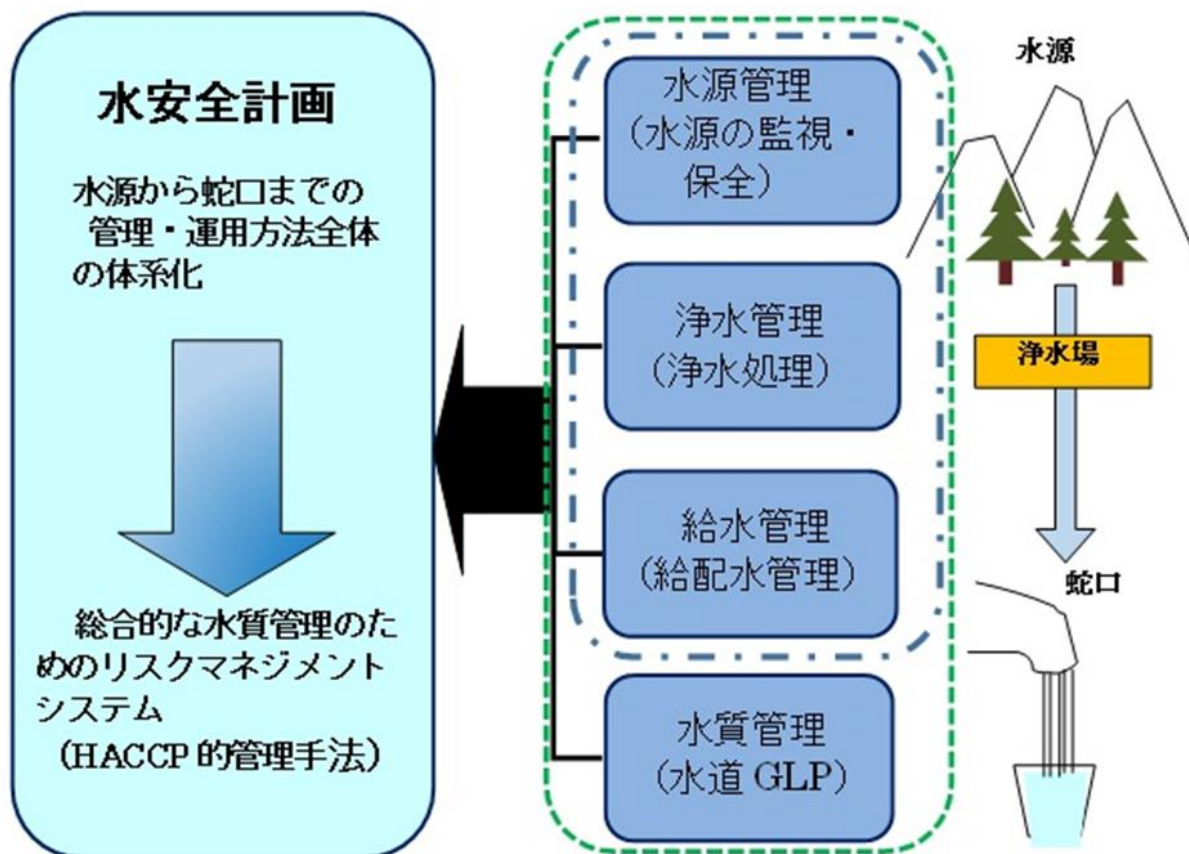 水安全計画
水源から蛇口までの
管理・運用方法全体
の体系化
総合的な水質管理のた
めのリスクマネジメント
システム
（HACCP 的管理手法）
水源管理
（水源の監視・
保全）
浄水管理
（浄水処理）
給水管理
（給配水管理）
水質管理
（水道 GLP）
水源
浄水場
蛇口